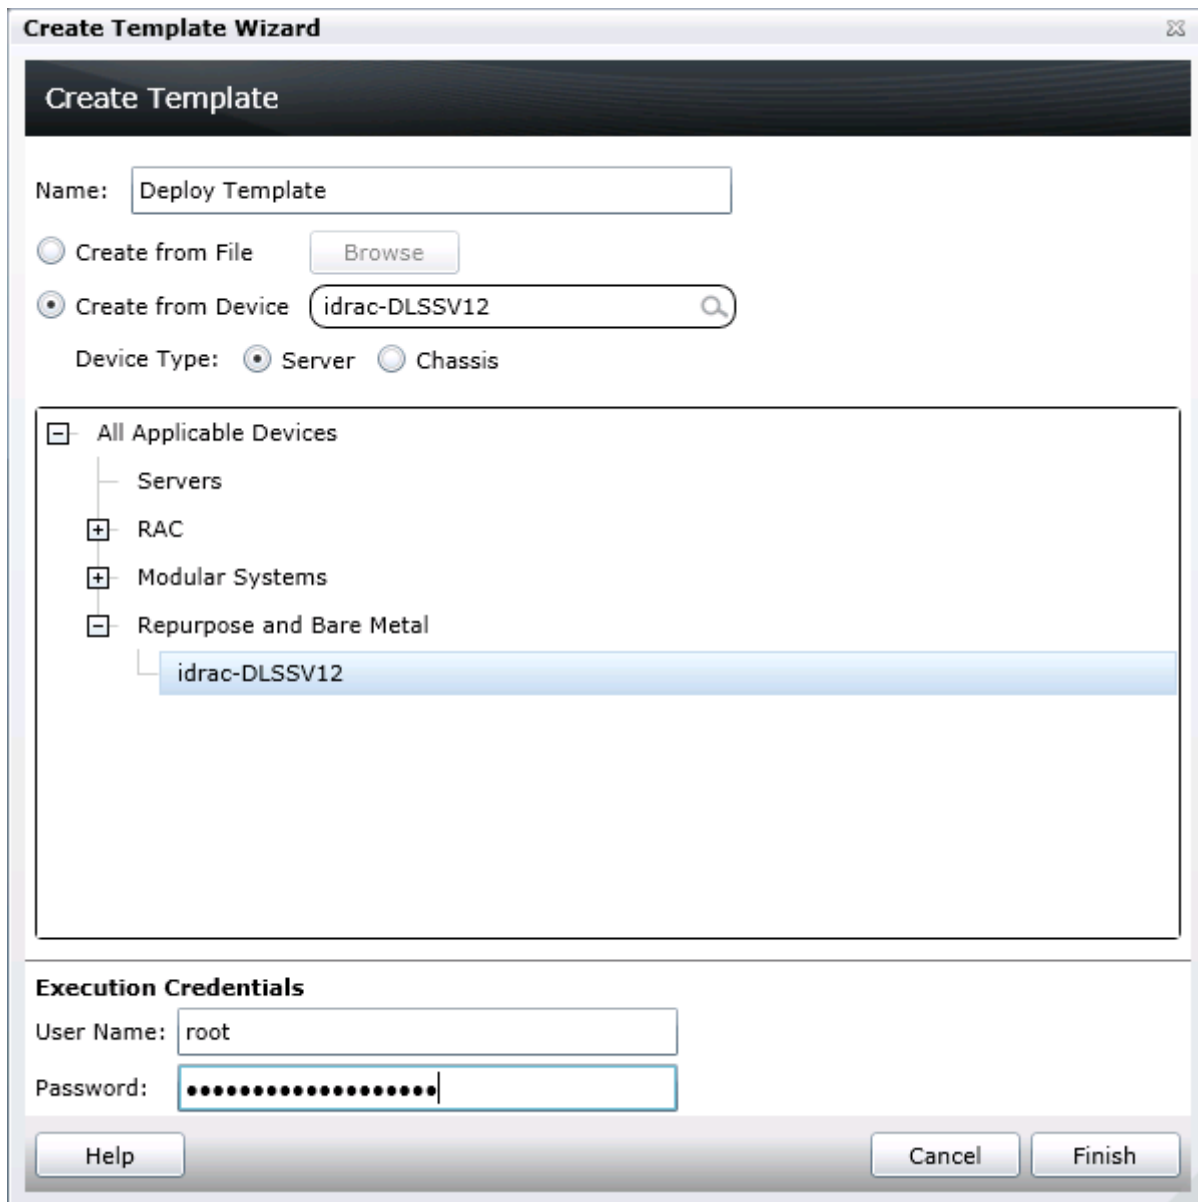 Create Template Wizard
Create Template
Name: Deploy Template
Create from File Browse
Create from Device idrac-DLSSV12
Device Type: Server Chassis
All Applicable Devices
Servers
RAC
Modular Systems
Repurpose and Bare Metal
idrac-DLSSV12
Execution Credentials
User Name: root
Password: •••••••••••••••••••
Help Cancel Finish